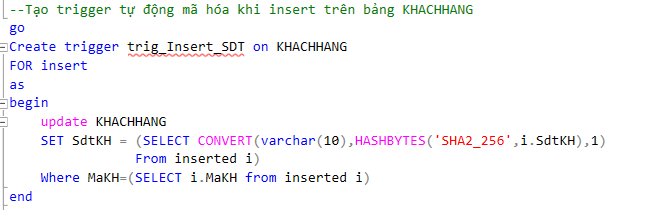 --Tạo trigger tự động mã hóa khi insert trên bảng KHACHHANG
go
Create trigger trig_Insert_SDT on KHACHHANG
FOR insert
as
begin
update KHACHHANG
SET SdtKH = (SELECT CONVERT(varchar(10),HASHBYTES('SHA2_256',i.SdtKH),1)
From inserted i)
Where MaKH=(SELECT i.MaKH from inserted i)
end